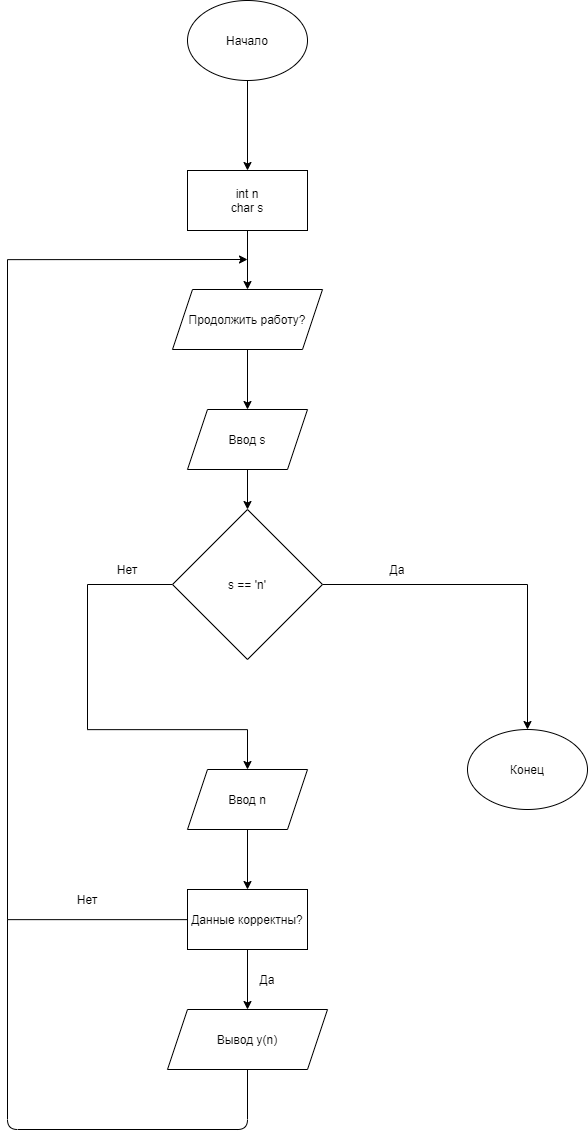 Начало
int n
char s
Продолжить работу?
Ввод s
s == 'n'
Нет
Да
Конец
Ввод n
Данные корректны?
Нет
Да
Вывод y(n)